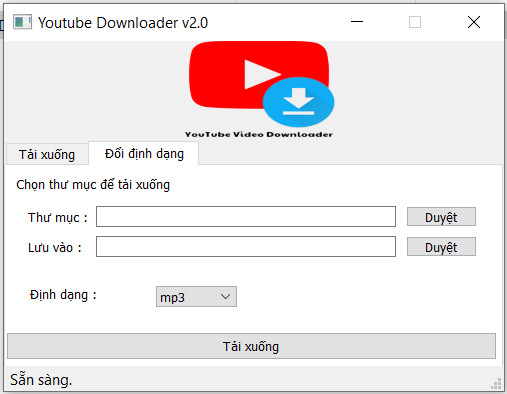 Youtube Downloader v2.0
YouTube Video Downloader
Tải xuống Đổi định dạng
Chọn thư mục để tải xuống
Thư mục : Duyệt
Lưu vào : Duyệt
Định dạng : mp3
Tải xuống
Sẵn sàng.